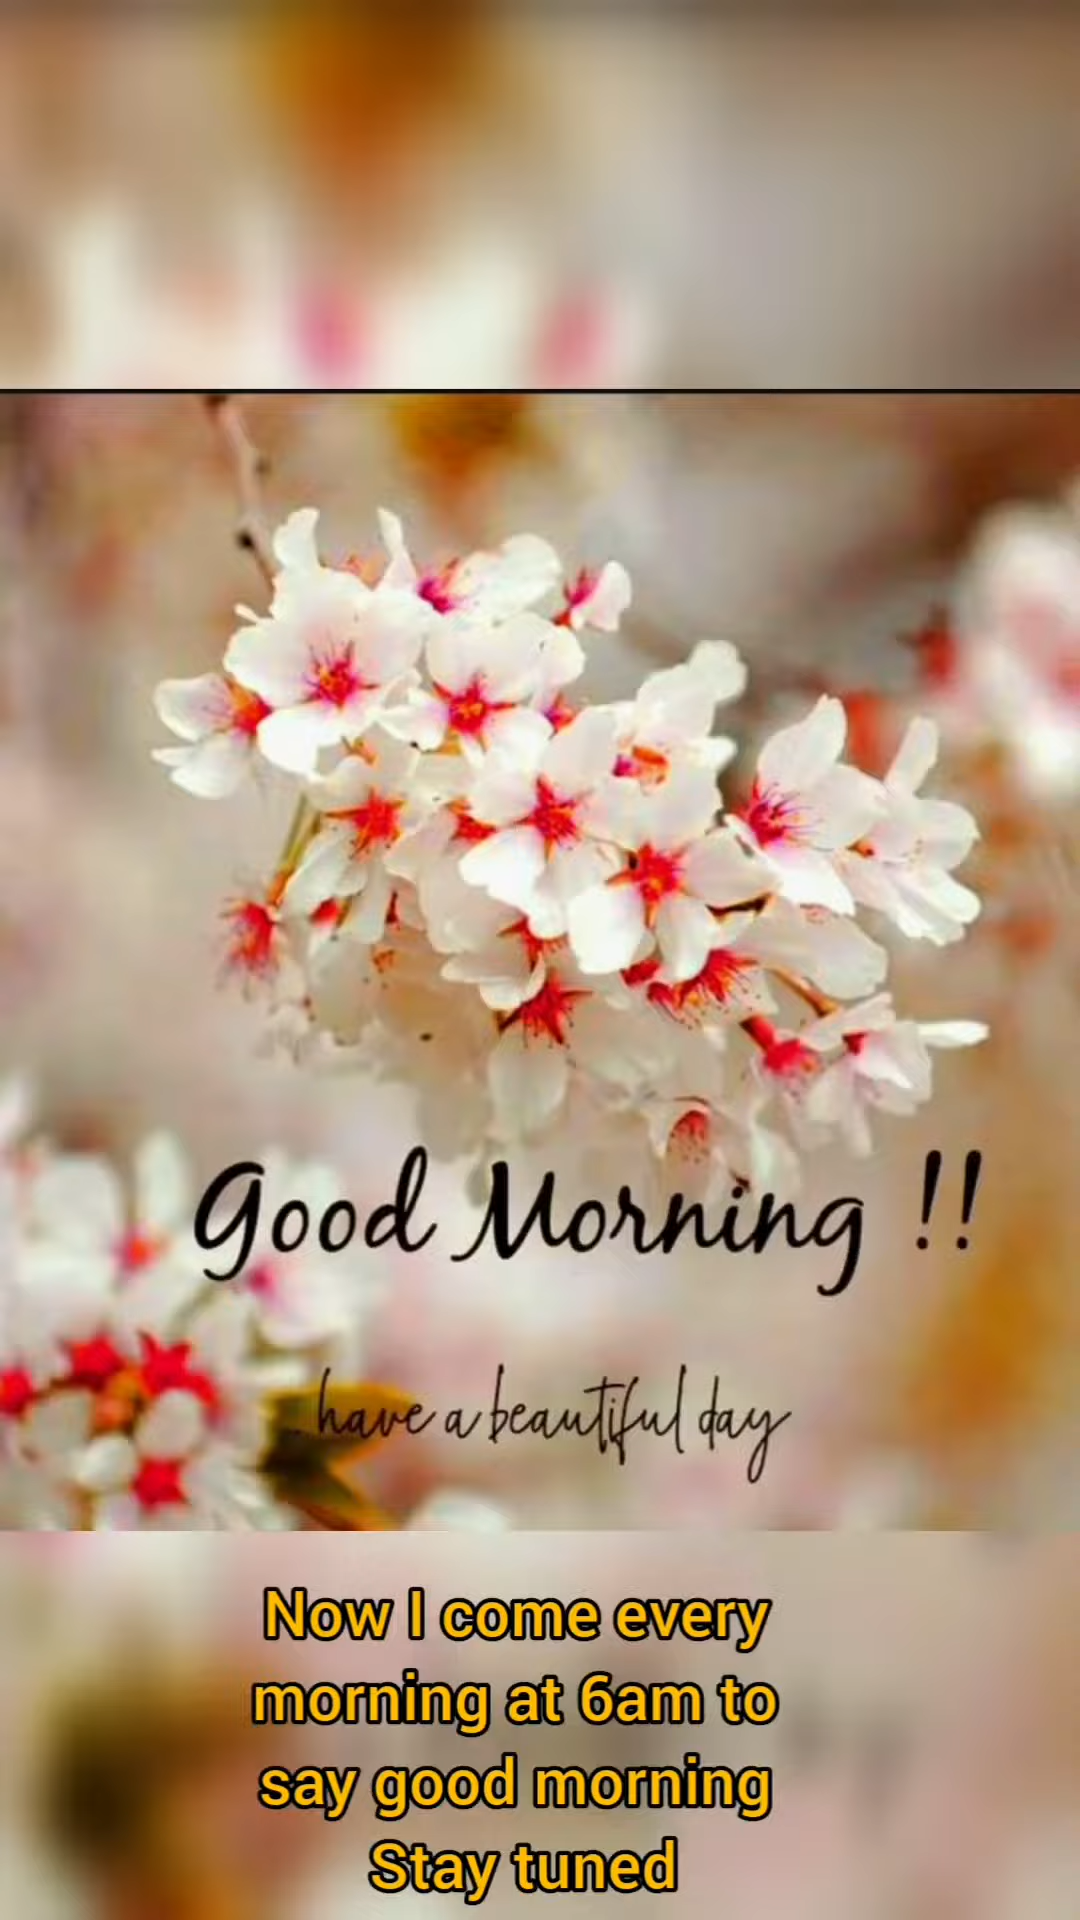 Good Morning !!
have a beautiful day
Now I come every
morning at 6am to
say good morning
Stay tuned